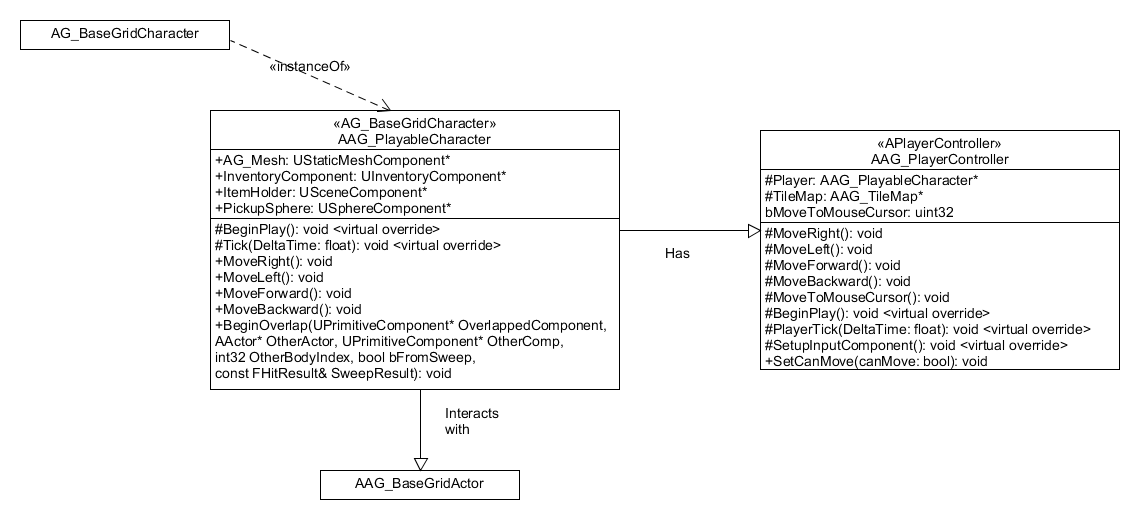 AG_BaseGridCharacter
«instanceOf»
«AG_BaseGridCharacter»
AAG_PlayableCharacter
+AG_Mesh: UStaticMeshComponent*
+InventoryComponent: UInventoryComponent*
+ItemHolder: USceneComponent*
+PickupSphere: USphereComponent*
#BeginPlay(): void <virtual override>
#Tick(DeltaTime: float): void <virtual override>
+MoveRight(): void
+MoveLeft(): void
+MoveForward(): void
+MoveBackward(): void
+BeginOverlap(UPrimitiveComponent* OverlappedComponent,
AActor* OtherActor, UPrimitiveComponent* OtherComp,
int32 OtherBodyIndex, bool bFromSweep,
const FHitResult& SweepResult): void
Has
«APlayerController»
AAG_PlayerController
#Player: AAG_PlayableCharacter*
#TileMap: AAG_TileMap*
bMoveToMouseCursor: uint32
#MoveRight(): void
#MoveLeft(): void
#MoveForward(): void
#MoveBackward(): void
#MoveToMouseCursor(): void
#BeginPlay(): void <virtual override>
#PlayerTick(DeltaTime: float): void <virtual override>
#SetupInputComponent(): void <virtual override>
+SetCanMove(canMove: bool): void
Interacts
with
AAG_BaseGridActor